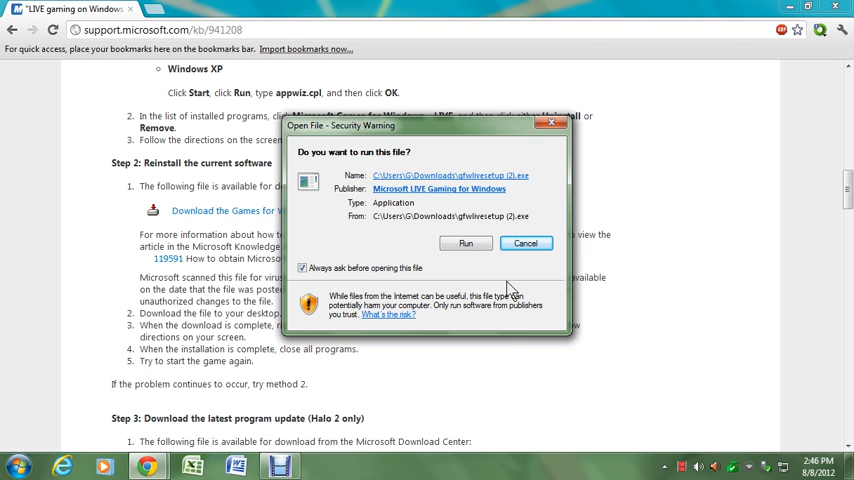 "LIVE gaming on Windows
support.microsoft.com/kb/941208
For quick access, place your bookmarks here on the bookmarks bar. Import bookmarks now...
Windows XP
Click Start, click Run, type appwiz.cpl, and then click OK.
2. In the list of installed programs, or
Remove.
3. Follow the directions on the screen
Step 2: Reinstall the current software
1. The following file is available for
Download the Games for
For more information about how to view the
article in the Microsoft Knowledge
119591 How to obtain
Microsoft scanned this file for available
on the date that the file was
unauthorized changes to the file.
2. Download the file to your desktop.
3. When the download is complete,
directions on your screen.
4. When the installation is complete, close all programs.
5. Try to start the game again.
If the problem continues to occur, try method 2.
Step 3: Download the latest program update (Halo 2 only)
1. The following file is available for download from the Microsoft Download Center:
Open File - Security Warning
Do you want to run this file?
Name: C:\Users\G\Downloads\gfwlivesetup (2).exe
Publisher: Microsoft LIVE Gaming for Windows
Type: Application
From: C:\Users\G\Downloads\gfwlivesetup (2).exe
Run Cancel
Always ask before opening this file
While files from the Internet can be useful, this file type can
potentially harm your computer. Only run software from publishers
you trust. What's the risk?
2:46 PM
8/8/2012